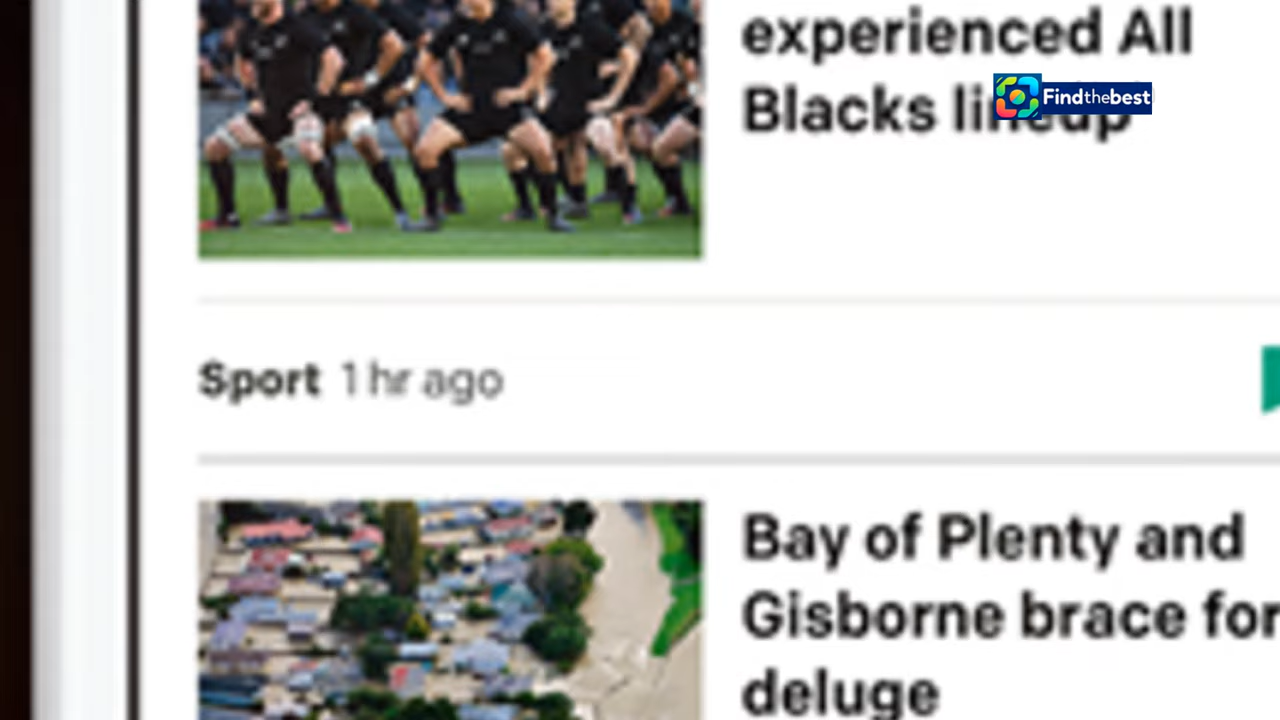 experienced All
Blacks lineup
Findthebest
Sport 1 hr ago
Bay of Plenty and
Gisborne brace for
deluge